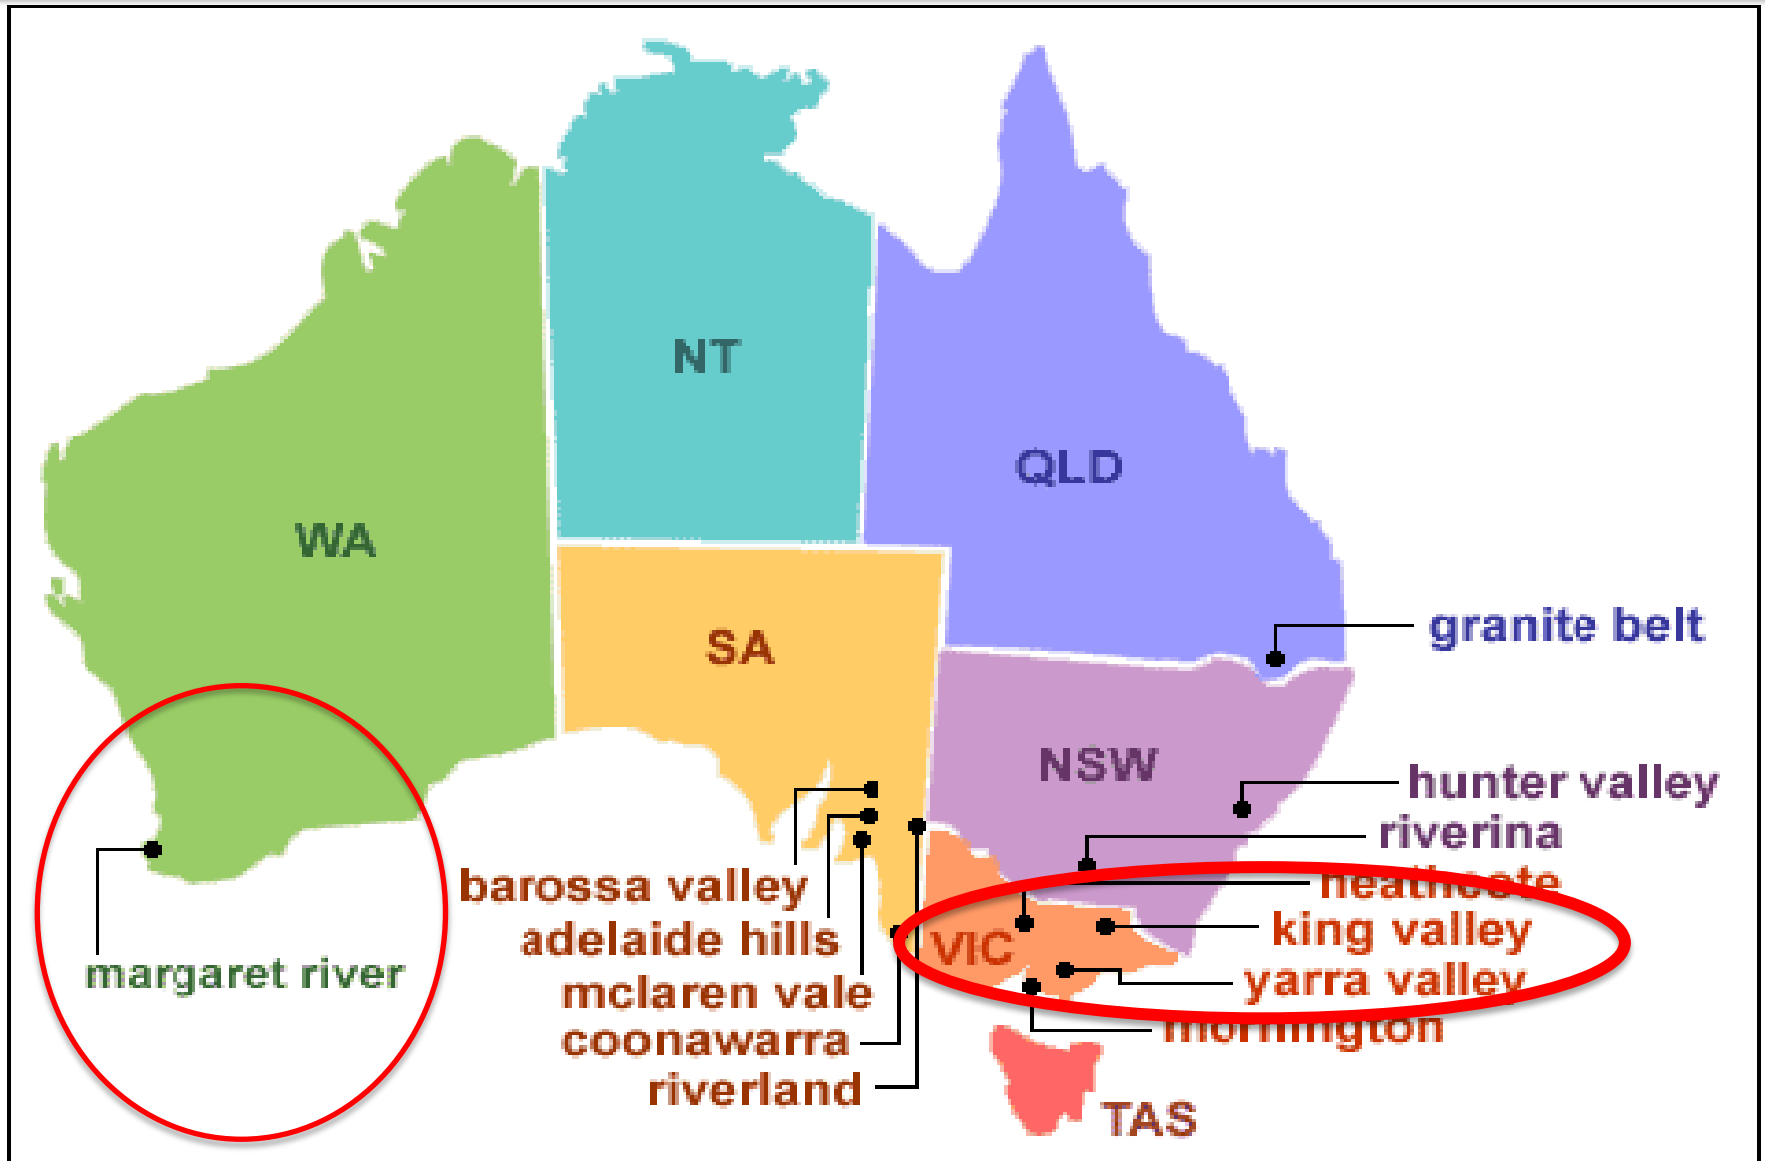 NT
QLD
WA
granite belt
SA
NSW
hunter valley
riverina
barossa valley
heathcote
adelaide hills
king valley
VIC
margaret river
yarra valley
mclaren vale
mornington
coonawarra
riverland
TAS